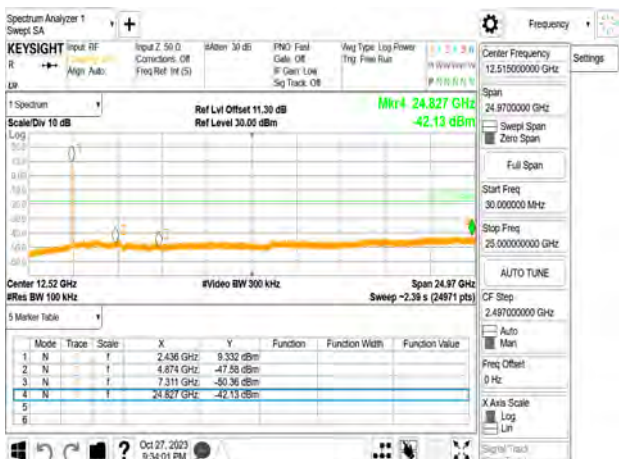 Spectrum Analyzer 1
Swept SA
+
Frequency
KEYSIGHT
R
Input: RF
Align: Auto
Input Z: 50 Ω
Corrections: Off
Freq Ref: Int (S)
#Atten: 30 dB
PNO: Fast
Gate: Off
IF Gain: Low
Sig Track: Off
Avg Type: Log-Power
Trig: Free Run
Center Frequency
12.515000000 GHz
Settings
Span
24.9700000 GHz
Swept Span
Zero Span
Full Span
Start Freq
30.000000 MHz
Stop Freq
25.000000000 GHz
AUTO TUNE
CF Step
2.497000000 GHz
Auto
Man
Freq Offset
0 Hz
X Axis Scale
Log
Lin
Signal Track
1 Spectrum
Scale/Div 10 dB
Ref Lvl Offset 11.30 dB
Ref Level 30.00 dBm
Mkr4 24.827 GHz
-42.13 dBm
Log
Center 12.52 GHz
#Res BW 100 kHz
#Video BW 300 kHz
Span 24.97 GHz
Sweep ~2.39 s (24971 pts)
5 Marker Table
Mode Trace Scale X Y Function Function Width Function Value
1 N f 2.436 GHz 9.332 dBm
2 N f 4.874 GHz -47.58 dBm
3 N f 7.311 GHz -50.36 dBm
4 N f 24.827 GHz -42.13 dBm
5
6
?
Oct 27, 2023
9:34:01 PM